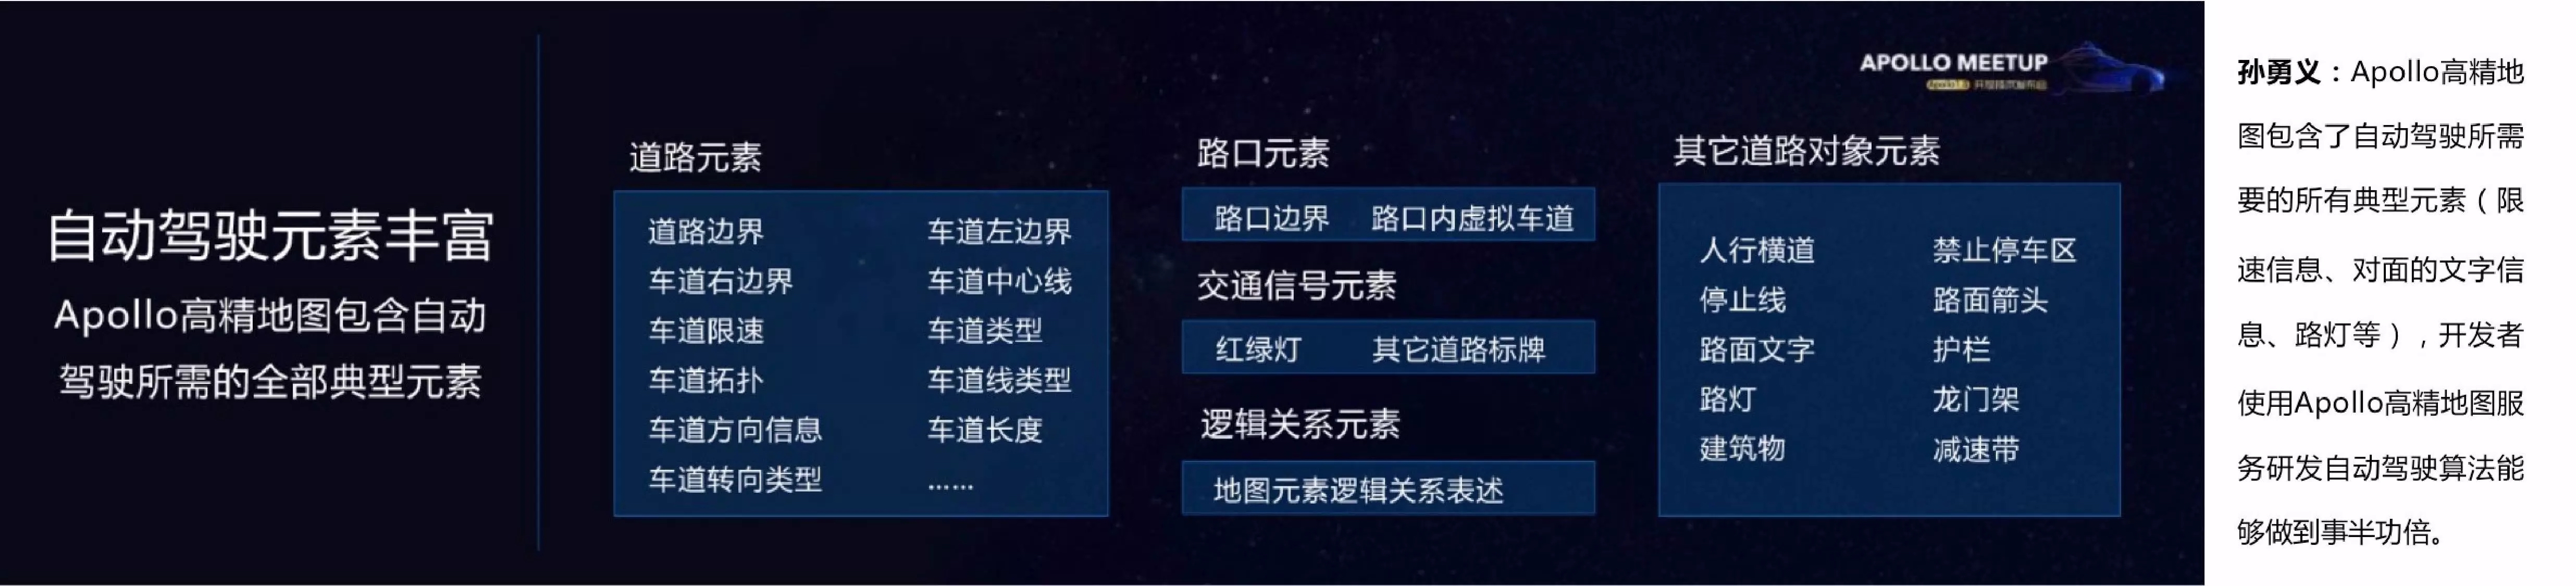 自动驾驶元素丰富
Apollo高精地图包含自动
驾驶所需的全部典型元素
APOLLO MEETUP
道路元素
道路边界 车道左边界
车道右边界 车道中心线
车道限速 车道类型
车道拓扑 车道线类型
车道方向信息 车道长度
车道转向类型 ......
路口元素
路口边界 路口内虚拟车道
交通信号元素
红绿灯 其它道路标牌
逻辑关系元素
地图元素逻辑关系表述
其它道路对象元素
人行横道 禁止停车区
停止线 路面箭头
路面文字 护栏
路灯 龙门架
建筑物 减速带
孙勇义：Apollo高精地
图包含了自动驾驶所需
要的所有典型元素（限
速信息、对面的文字信
息、路灯等），开发者
使用Apollo高精地图服
务研发自动驾驶算法能
够做到事半功倍。